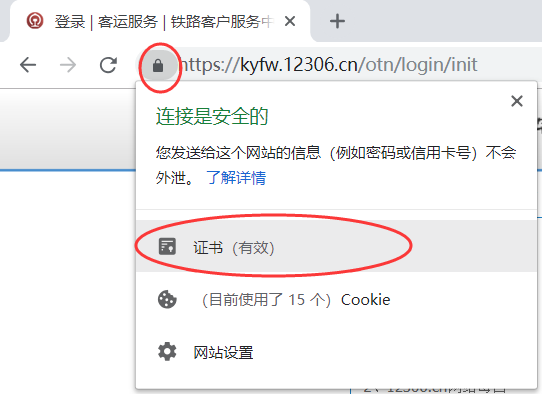 登录 | 客运服务 | 铁路客户服务中
https://kyfw.12306.cn/otn/login/init
连接是安全的
您发送给这个网站的信息（例如密码或信用卡号）不会
外泄。 了解详情
证书（有效）
（目前使用了 15 个）Cookie
网站设置